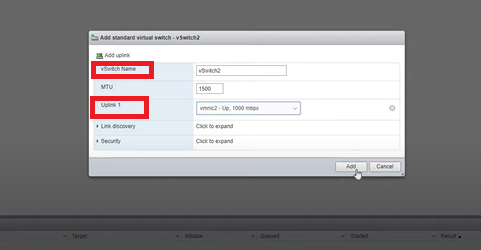 Add standard virtual switch - vSwitch2
Add uplink
vSwitch Name vSwitch2
MTU 1500
Uplink 1 vmnic2 - Up, 1000 mbps
Link discovery Click to expand
Security Click to expand
Add Cancel
Target Initiator Queued Started Result